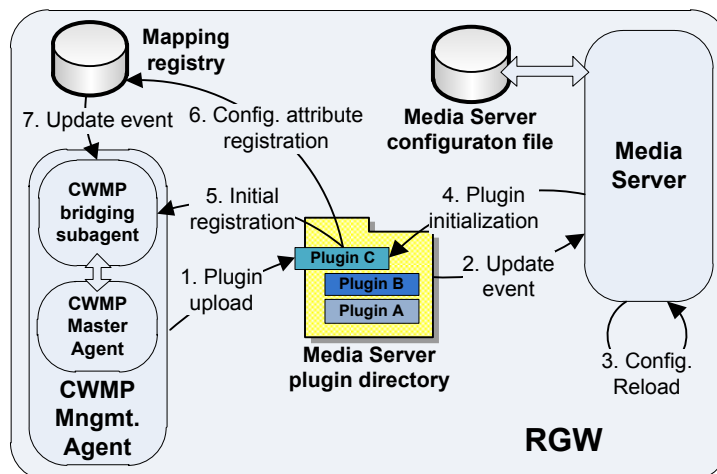 Mapping
registry
7. Update event
6. Config. attribute
registration
Media Server
configuraton file
Media
Server
CWMP
bridging
subagent
5. Initial
registration
4. Plugin
initialization
Plugin C
Plugin B
Plugin A
1. Plugin
upload
2. Update
event
CWMP
Master
Agent
Media Server
plugin directory
3. Config.
Reload
CWMP
Mngmt.
Agent
RGW